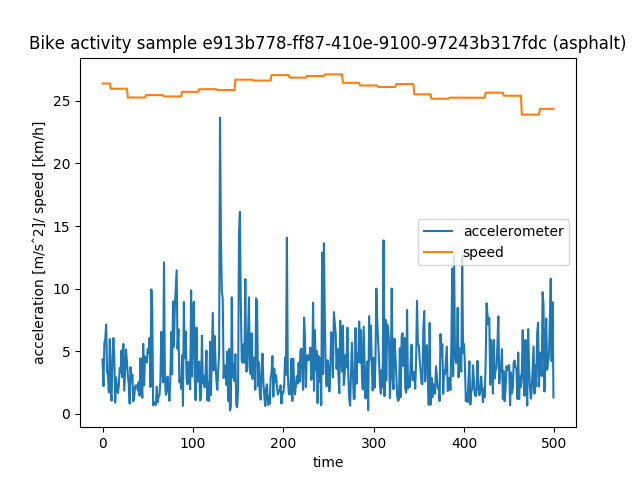 Bike activity sample e913b778-ff87-410e-9100-97243b317fdc (asphalt)
acceleration [m/s^2]/ speed [km/h]
25
20
15
10
5
0
accelerometer
speed
0
100
200
300
400
500
time